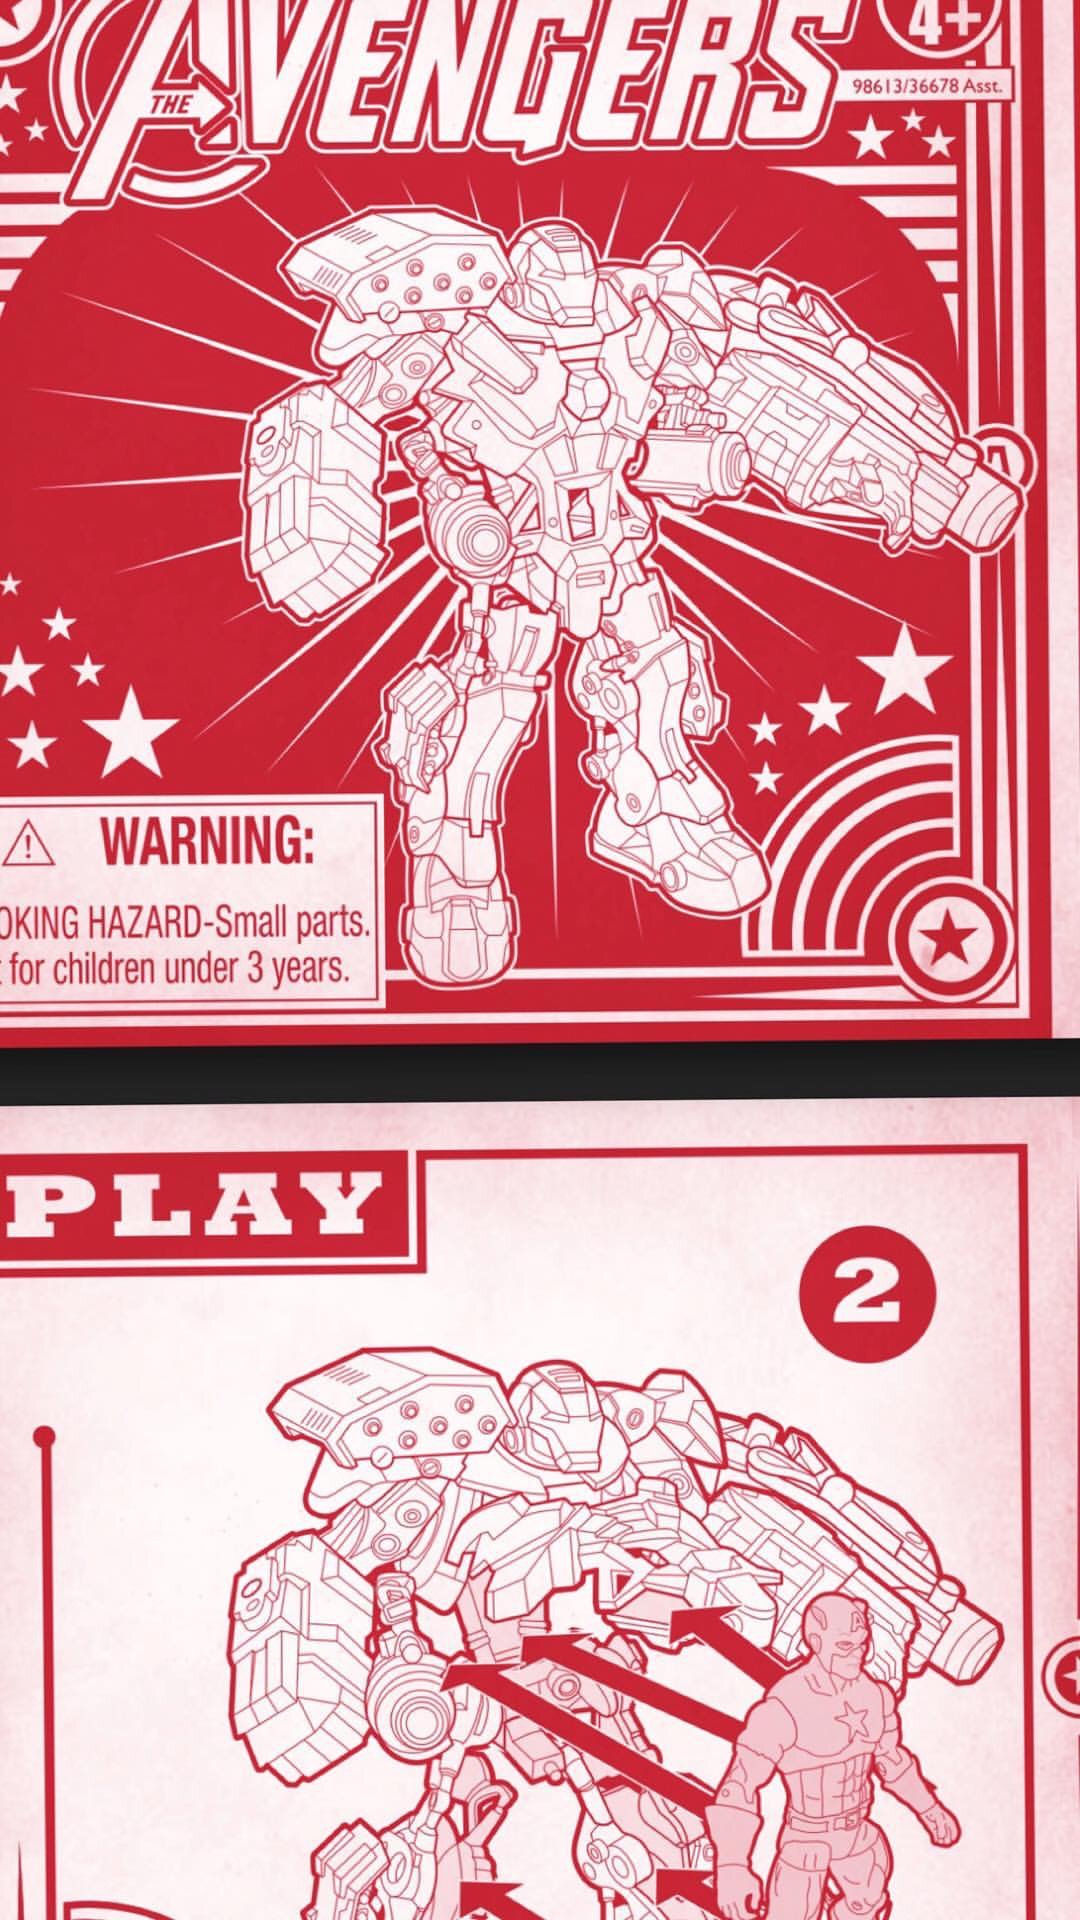 THE AVENGERS
4+
98613/36678 Asst.
WARNING:
OKING HAZARD-Small parts.
for children under 3 years.
PLAY
2
A